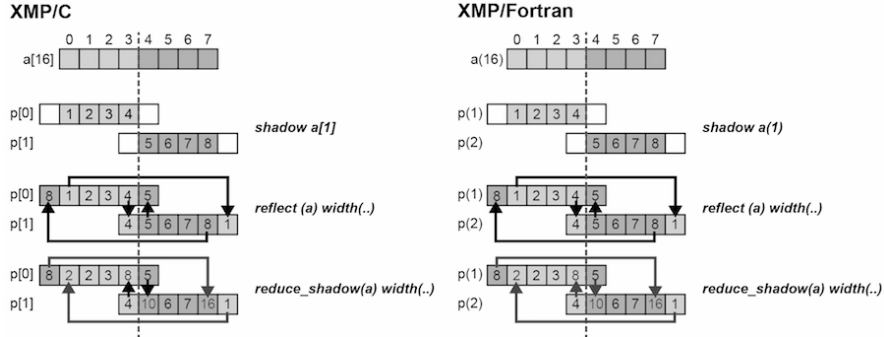 XMP/C
0 1 2 3 4 5 6 7
a[16]
p[0] 1 2 3 4
p[1] 5 6 7 8
shadow a[1]
p[0] 8 1 2 3 4 5
p[1] 4 5 6 7 8 1
reflect (a) width(..)
p[0] 8 2 2 3 8 5
p[1] 4 10 6 7 16 1
reduce_shadow(a) width(..)
XMP/Fortran
0 1 2 3 4 5 6 7
a(16)
p(1) 1 2 3 4
p(2) 5 6 7 8
shadow a(1)
p(1) 8 1 2 3 4 5
p(2) 4 5 6 7 8 1
reflect (a) width(..)
p(1) 8 2 2 3 8 5
p(2) 4 10 6 7 16 1
reduce_shadow(a) width(..)